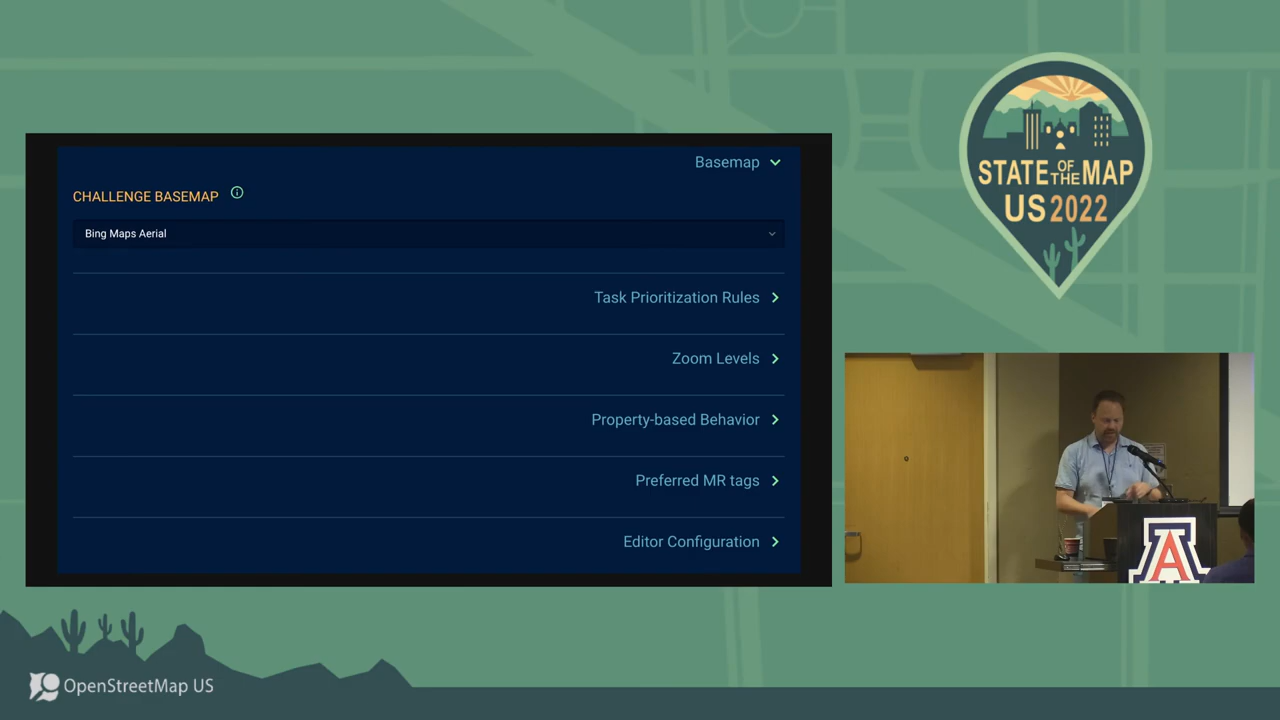 Basemap
CHALLENGE BASEMAP
Bing Maps Aerial
Task Prioritization Rules
Zoom Levels
Property-based Behavior
Preferred MR tags
Editor Configuration
STATE OF THE MAP
US 2022
A
OpenStreetMap US